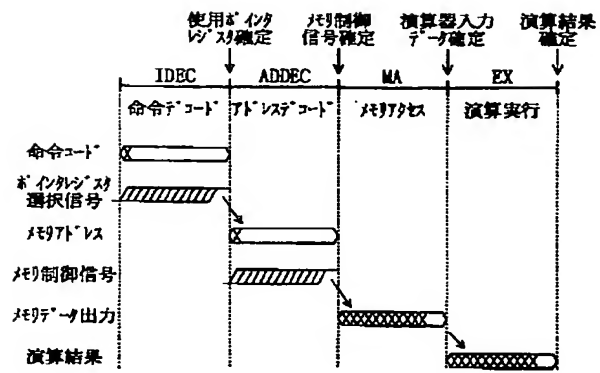 使用ポインタ
レジスタ確定
メモリ制御
信号確定
演算器入力
データ確定
演算結果
確定
IDEC
ADDEC
MA
EX
命令デコード
アドレスデコード
メモリアクセス
演算実行
命令コード
ポインタレジスタ
選択信号
メモリアドレス
メモリ制御信号
メモリデータ出力
演算結果